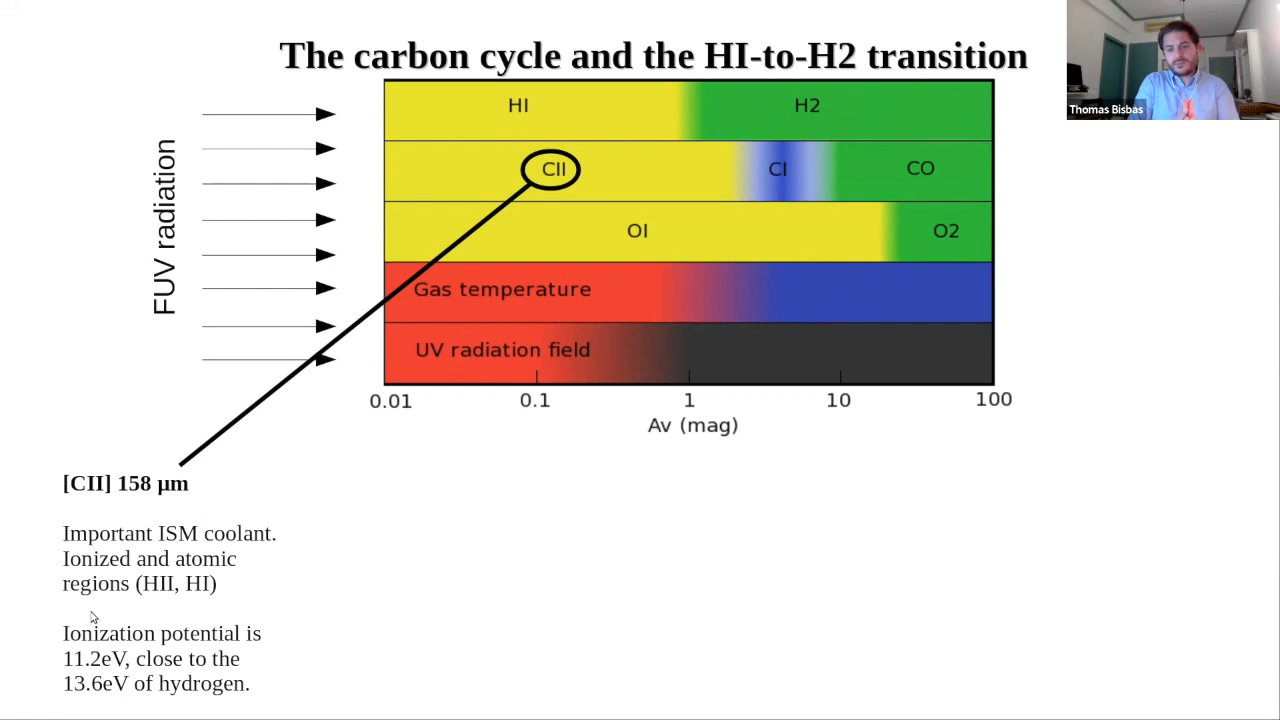 The carbon cycle and the HI-to-H2 transition
Thomas Bisbas
FUV radiation
HI
H2
CII
CI
CO
OI
O2
Gas temperature
UV radiation field
0.01
0.1
1
10
100
Av (mag)
[CII] 158 μm
Important ISM coolant.
Ionized and atomic
regions (HII, HI)
Ionization potential is
11.2eV, close to the
13.6eV of hydrogen.